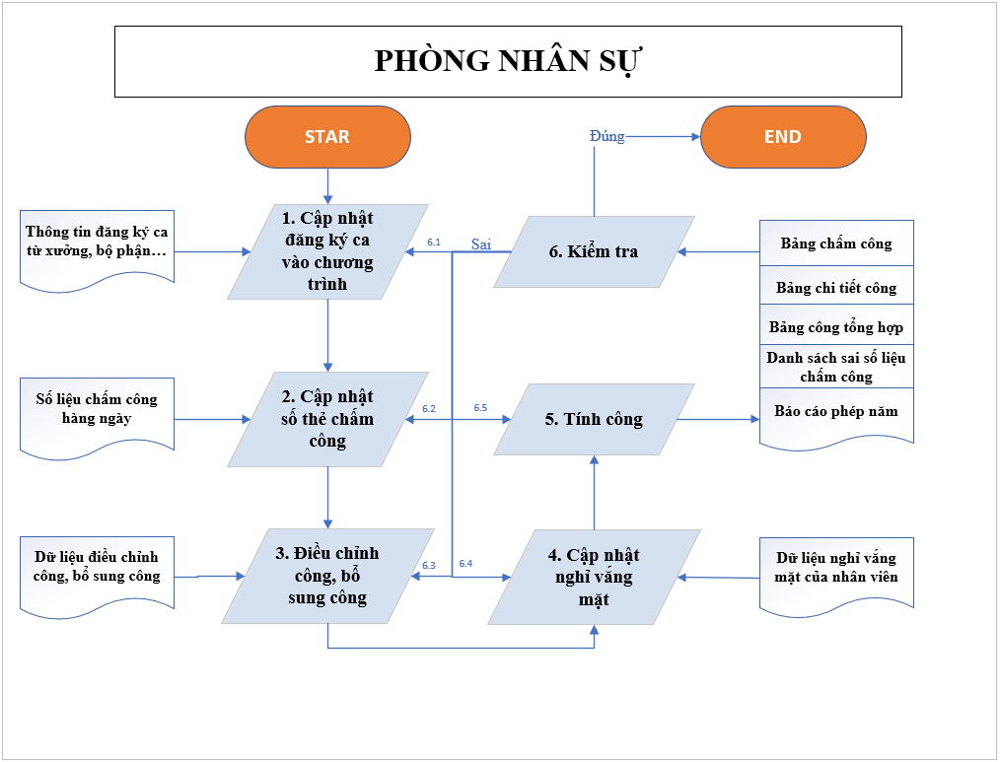 PHÒNG NHÂN SỰ
STAR
Đúng
END
Thông tin đăng ký ca
từ xưởng, bộ phận…
1. Cập nhật
đăng ký ca
vào chương
trình
6.1
Sai
6. Kiểm tra
Bảng chấm công
Bảng chi tiết công
Bảng công tổng hợp
Danh sách sai số liệu
chấm công
Báo cáo phép năm
Số liệu chấm công
hàng ngày
2. Cập nhật
số thẻ chấm
công
6.2
6.5
5. Tính công
Dữ liệu điều chỉnh
công, bổ sung công
3. Điều chỉnh
công, bổ
sung công
6.3
6.4
4. Cập nhật
nghỉ vắng
mặt
Dữ liệu nghỉ vắng
mặt của nhân viên